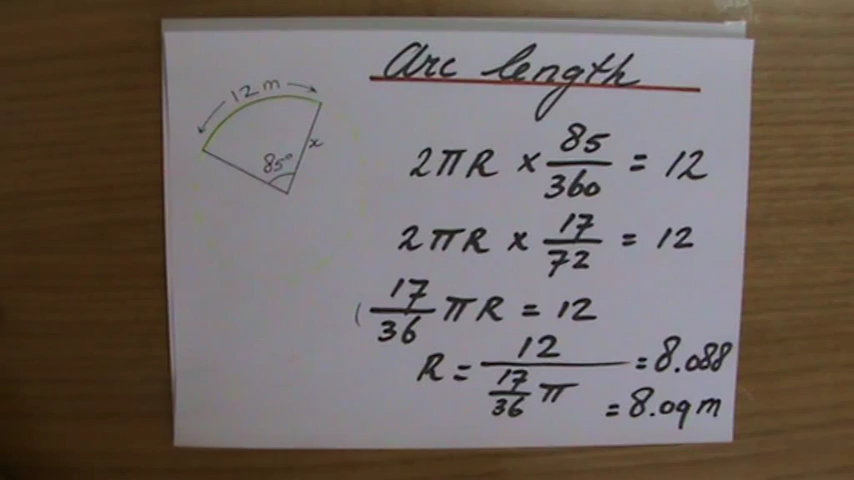 Arc length
12 m
85°
x
2πR × 85/360 = 12
2πR × 17/72 = 12
17/36 πR = 12
R = 12 / (17/36 π) = 8.088
= 8.09 m